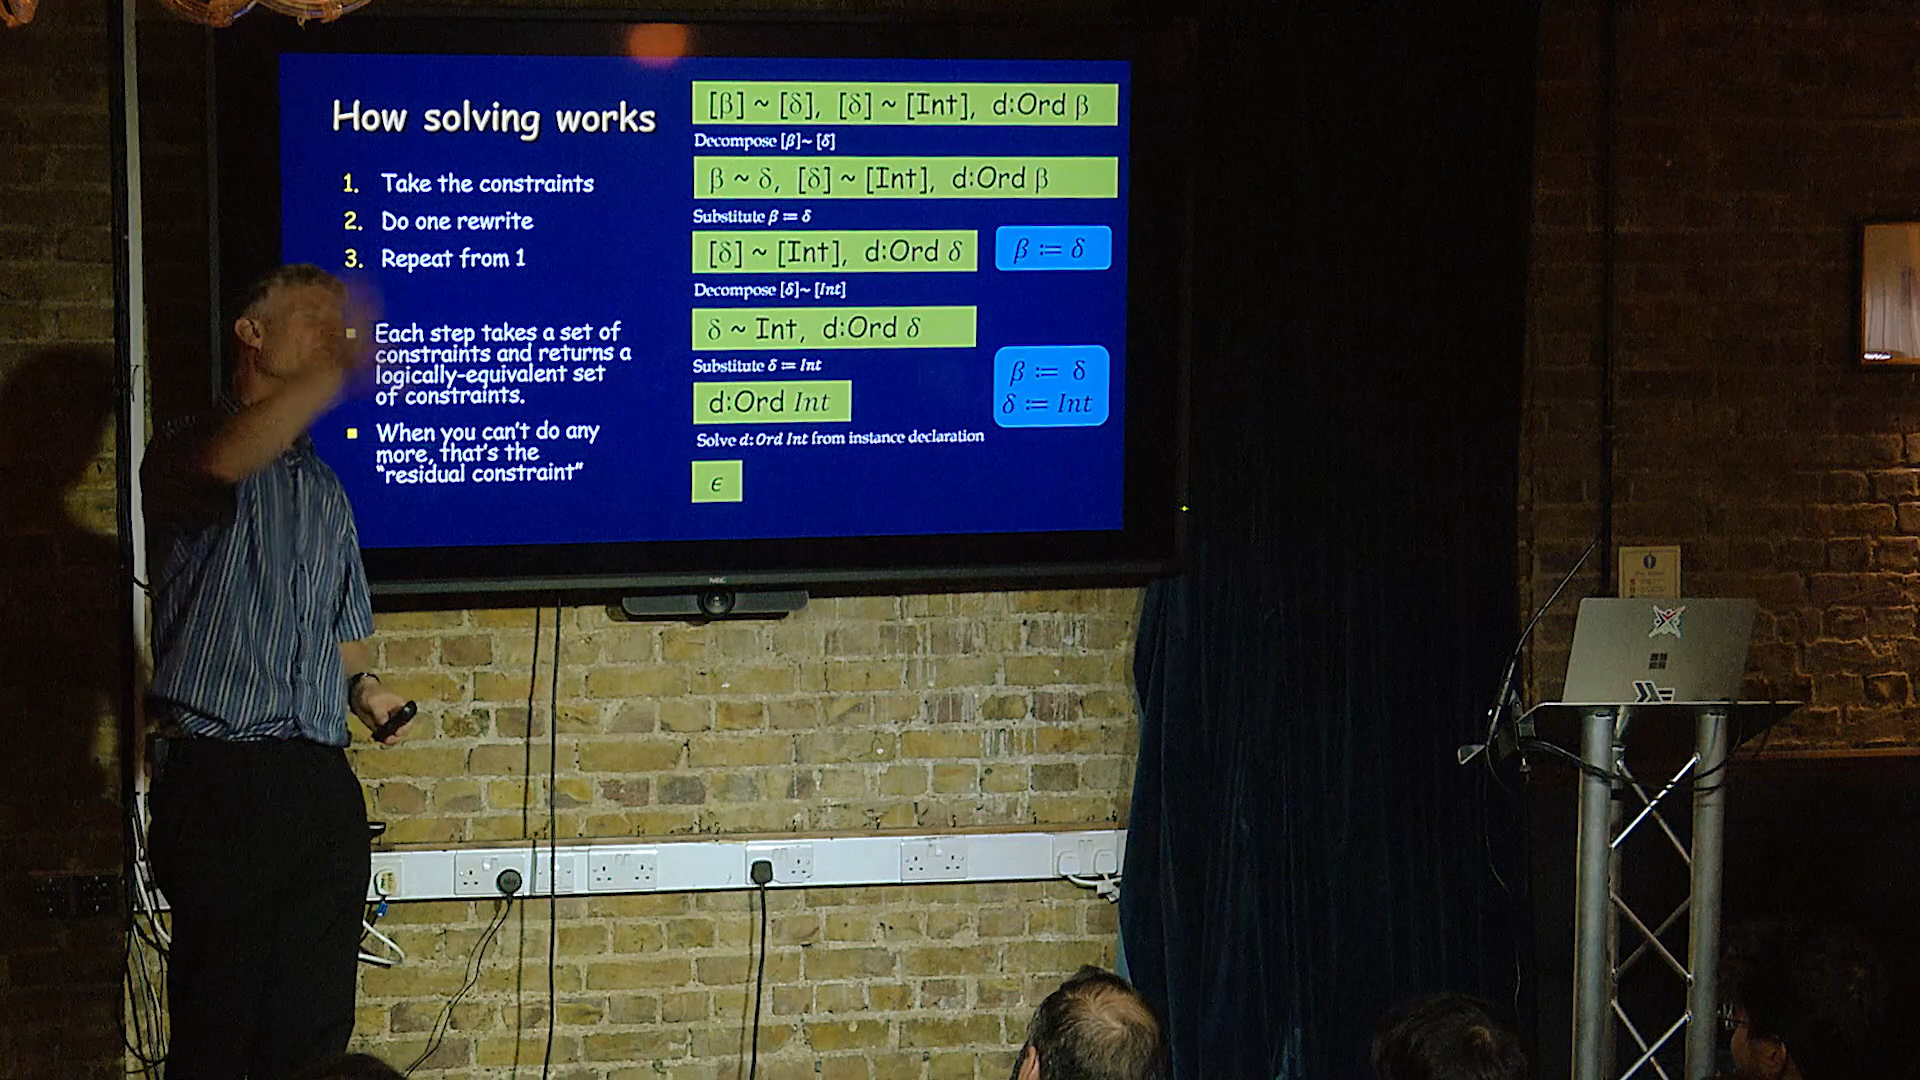 How solving works
1. Take the constraints
2. Do one rewrite
3. Repeat from 1
Each step takes a set of
constraints and returns a
logically-equivalent set
of constraints.
When you can't do any
more, that's the
"residual constraint"
[β] ~ [δ], [δ] ~ [Int], d:Ord β
Decompose [β]~ [δ]
β ~ δ, [δ] ~ [Int], d:Ord β
Substitute β ≔ δ
[δ] ~ [Int], d:Ord δ
β ≔ δ
Decompose [δ]~ [Int]
δ ~ Int, d:Ord δ
Substitute δ ≔ Int
β ≔ δ
δ ≔ Int
d:Ord Int
Solve d: Ord Int from instance declaration
ϵ
NEC